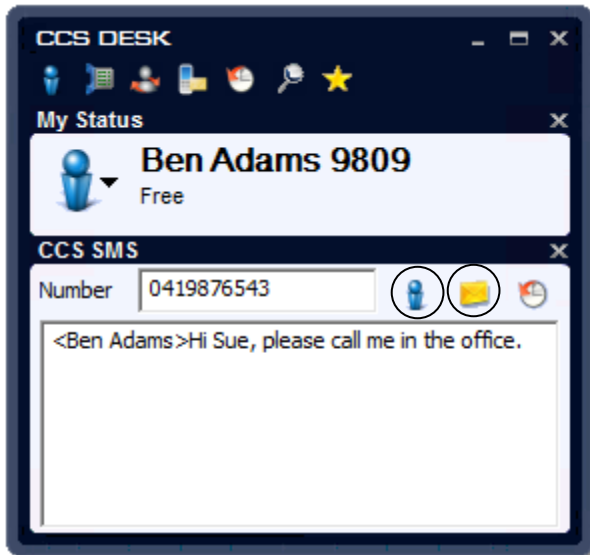 CCS DESK
My Status
Ben Adams 9809
Free
CCS SMS
Number 0419876543
<Ben Adams>Hi Sue, please call me in the office.